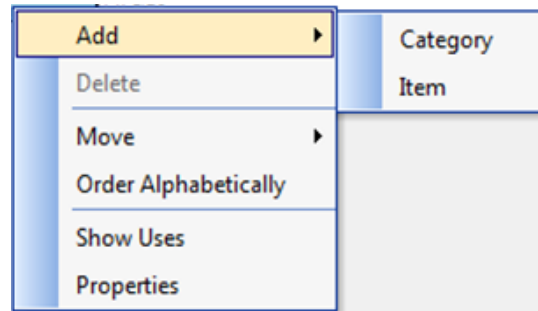 Add
Delete
Move
Order Alphabetically
Show Uses
Properties
Category
Item